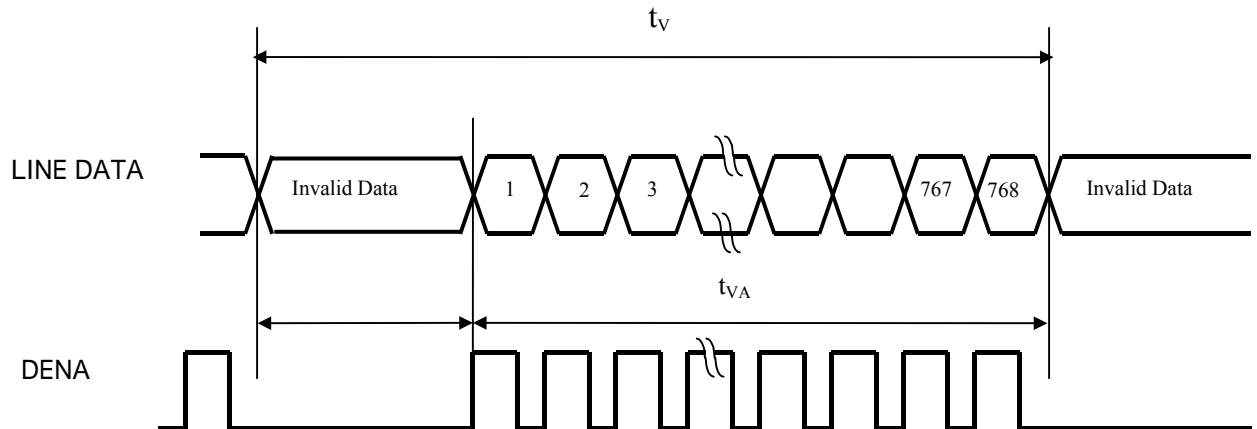 tV
LINE DATA Invalid Data 1 2 3 767 768 Invalid Data
tVA
DENA